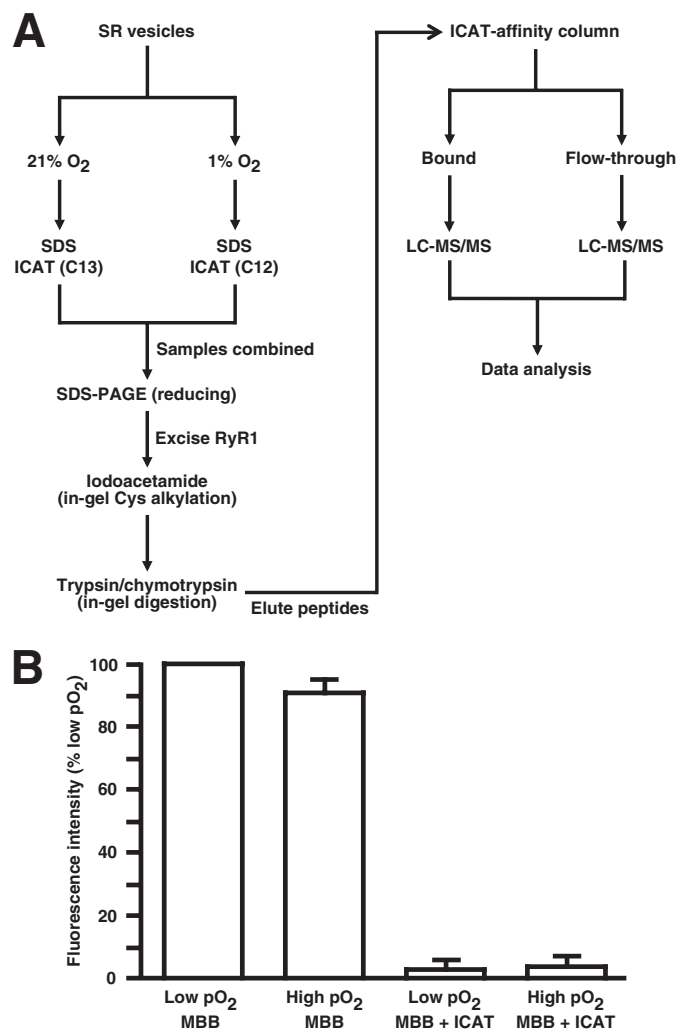 A
SR vesicles
21% O2
1% O2
SDS
ICAT (C13)
SDS
ICAT (C12)
Samples combined
SDS-PAGE (reducing)
Excise RyR1
Iodoacetamide
(in-gel Cys alkylation)
Trypsin/chymotrypsin
(in-gel digestion)
Elute peptides
ICAT-affinity column
Bound
Flow-through
LC-MS/MS
LC-MS/MS
Data analysis
B
Fluorescence intensity (% low pO2)
100
80
60
40
20
0
Low pO2
MBB
High pO2
MBB
Low pO2
MBB + ICAT
High pO2
MBB + ICAT